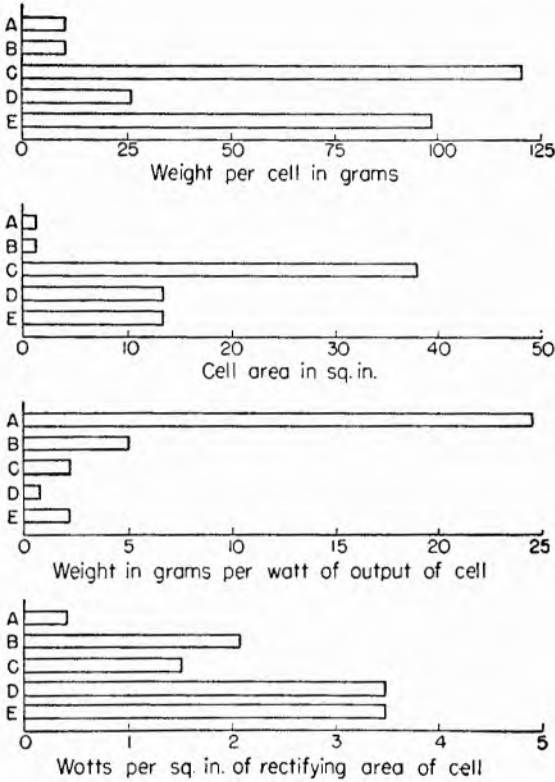 A
B
C
D
E
0 25 50 75 100 125
Weight per cell in grams
A
B
C
D
E
0 10 20 30 40 50
Cell area in sq. in.
A
B
C
D
E
0 5 10 15 20 25
Weight in grams per watt of output of cell
A
B
C
D
E
0 1 2 3 4 5
Wotts per sq. in. of rectifying area of cell